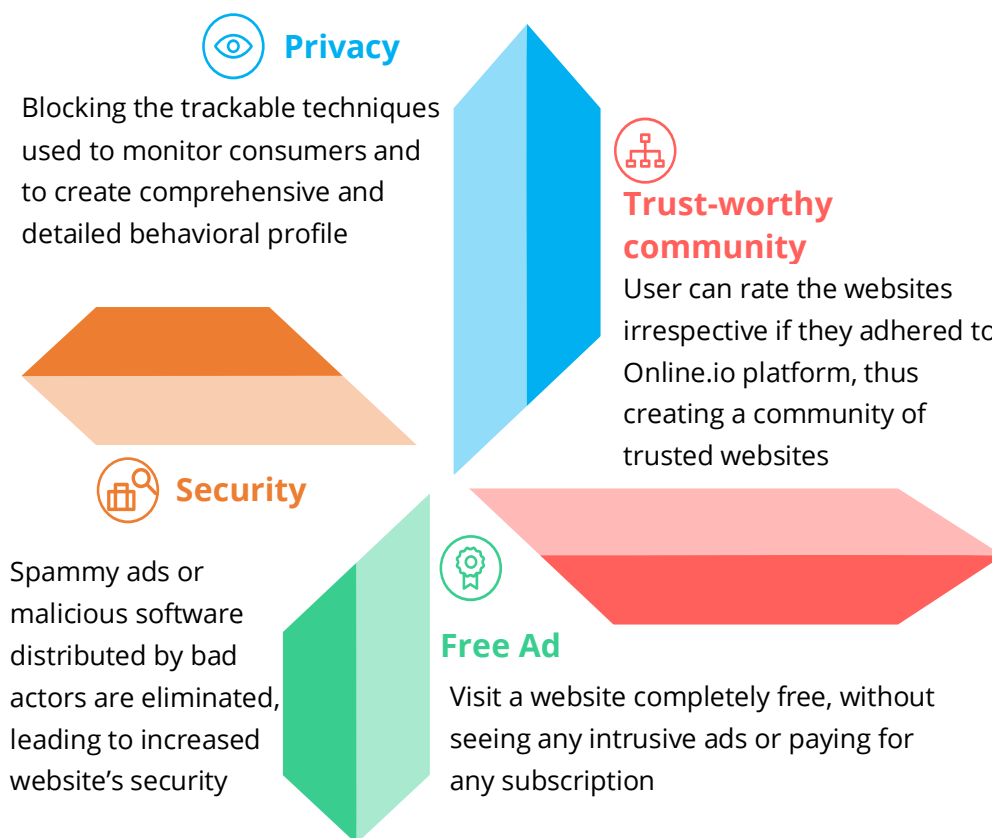 Privacy
Blocking the trackable techniques
used to monitor consumers and
to create comprehensive and
detailed behavioral profile
Trust-worthy
community
User can rate the websites
irrespective if they adhered to
Online.io platform, thus
creating a community of
trusted websites
Security
Spammy ads or
malicious software
distributed by bad
actors are eliminated,
leading to increased
website’s security
Free Ad
Visit a website completely free, without
seeing any intrusive ads or paying for
any subscription